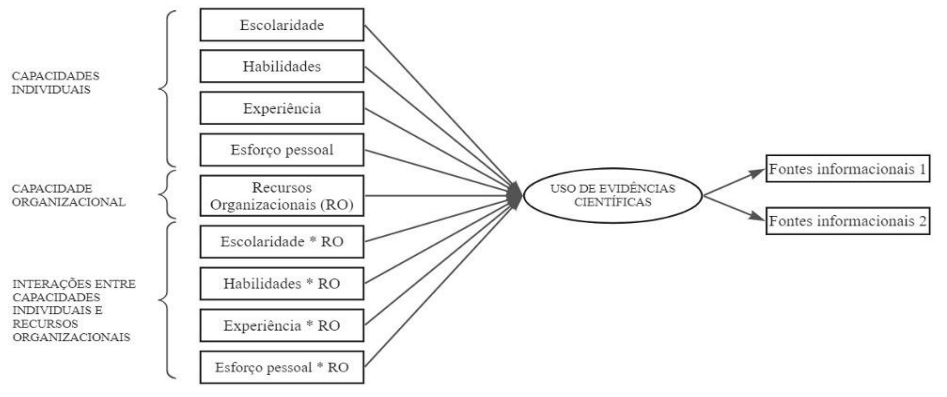 CAPACIDADES
INDIVIDUAIS
Escolaridade
Habilidades
Experiência
Esforço pessoal
CAPACIDADE
ORGANIZACIONAL
Recursos
Organizacionais (RO)
INTERAÇÕES ENTRE
CAPACIDADES
INDIVIDUAIS E
RECURSOS
ORGANIZACIONAIS
Escolaridade * RO
Habilidades * RO
Experiência * RO
Esforço pessoal * RO
USO DE EVIDÊNCIAS
CIENTÍFICAS
Fontes informacionais 1
Fontes informacionais 2